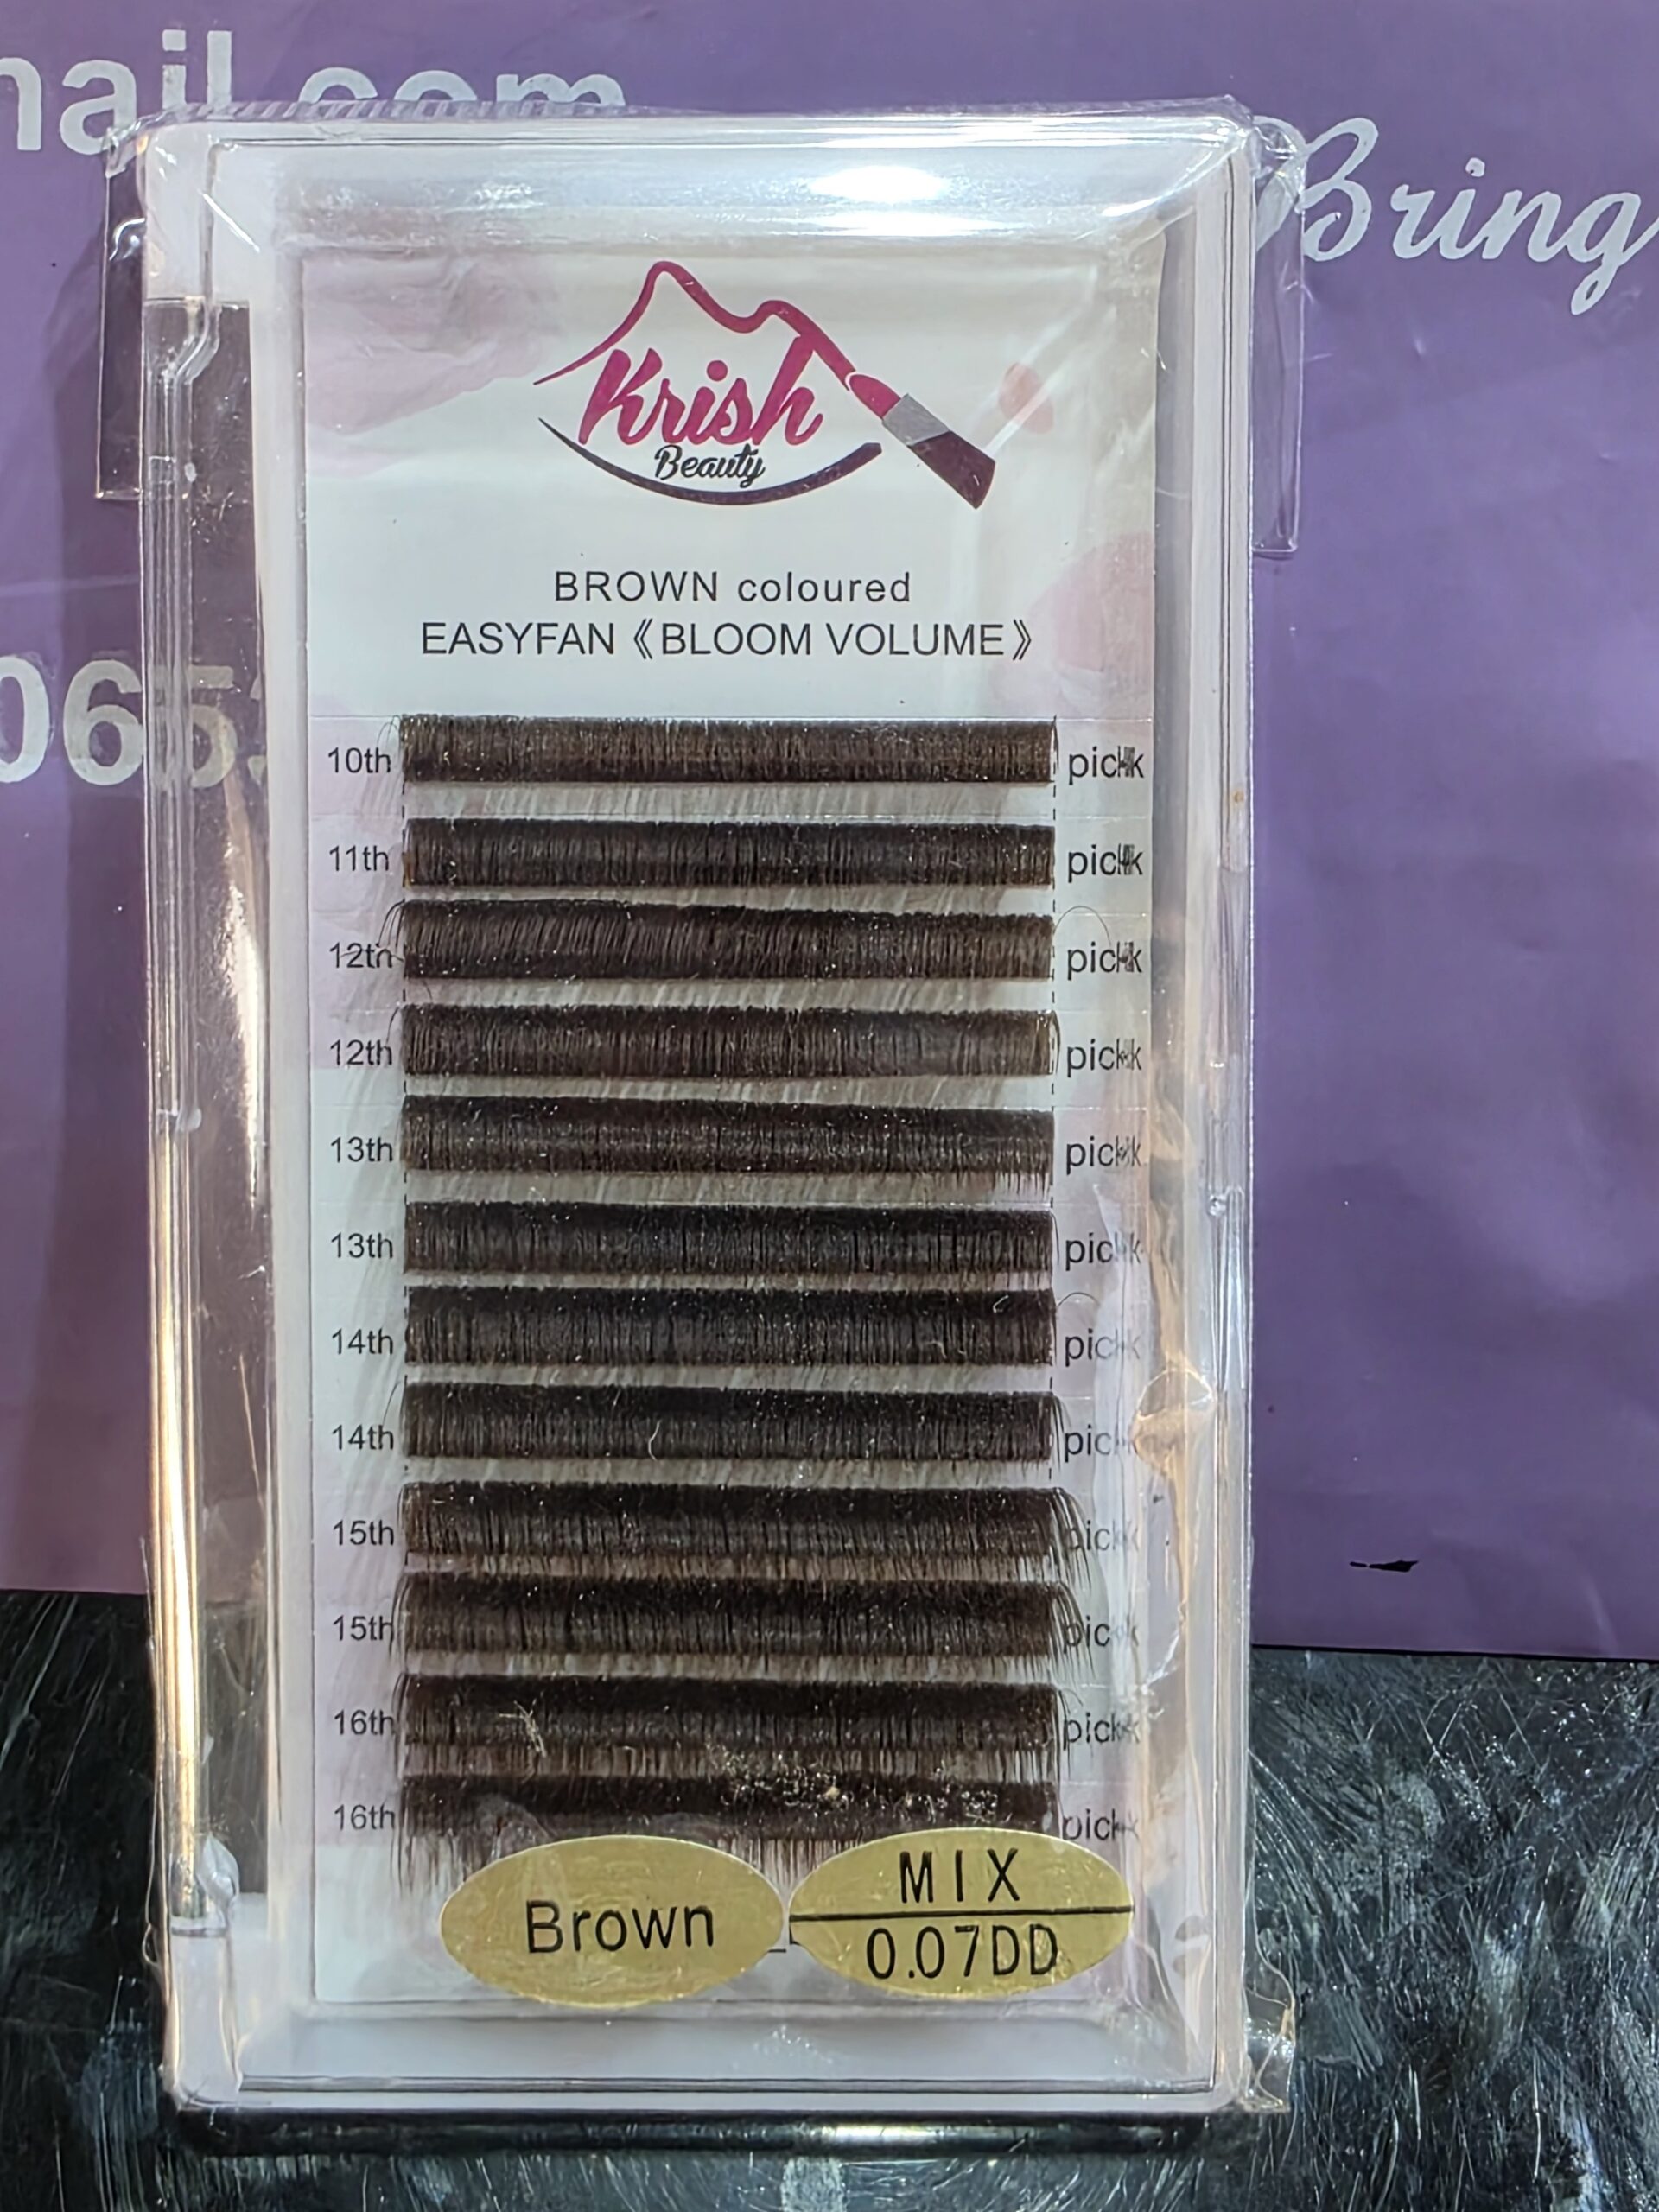 nail.com
Bring
Krish
Beauty
BROWN coloured
EASYFAN《BLOOM VOLUME》
10th pick
11th pick
12th pick
12th pick
13th pick
13th pick
14th pick
14th pick
15th pick
15th pick
16th pick
16th pick
Brown
MIX
0.07DD